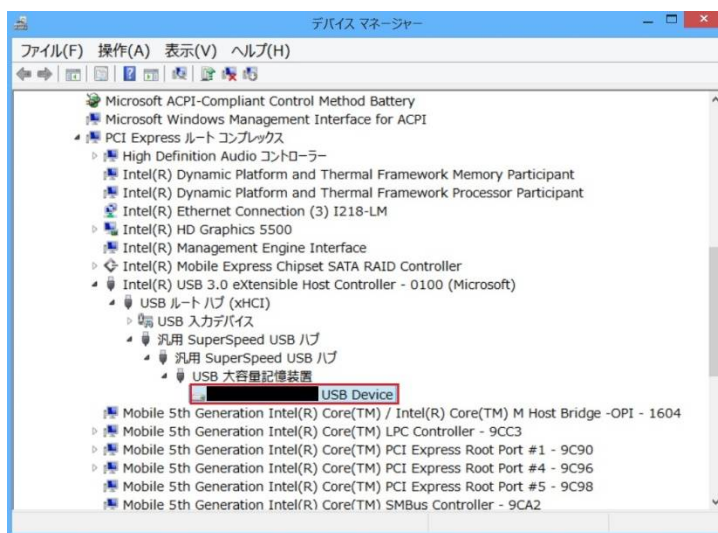 デバイス マネージャー
ファイル(F) 操作(A) 表示(V) ヘルプ(H)
Microsoft ACPI-Compliant Control Method Battery
Microsoft Windows Management Interface for ACPI
PCI Express ルート コンプレックス
High Definition Audio コントローラー
Intel(R) Dynamic Platform and Thermal Framework Memory Participant
Intel(R) Dynamic Platform and Thermal Framework Processor Participant
Intel(R) Ethernet Connection (3) I218-LM
Intel(R) HD Graphics 5500
Intel(R) Management Engine Interface
Intel(R) Mobile Express Chipset SATA RAID Controller
Intel(R) USB 3.0 eXtensible Host Controller - 0100 (Microsoft)
USB ルート ハブ (xHCI)
USB 入力デバイス
汎用 SuperSpeed USB ハブ
汎用 SuperSpeed USB ハブ
USB 大容量記憶装置
USB Device
Mobile 5th Generation Intel(R) Core(TM) / Intel(R) Core(TM) M Host Bridge -OPI - 1604
Mobile 5th Generation Intel(R) Core(TM) LPC Controller - 9CC3
Mobile 5th Generation Intel(R) Core(TM) PCI Express Root Port #1 - 9C90
Mobile 5th Generation Intel(R) Core(TM) PCI Express Root Port #4 - 9C96
Mobile 5th Generation Intel(R) Core(TM) PCI Express Root Port #5 - 9C98
Mobile 5th Generation Intel(R) Core(TM) SMBus Controller - 9CA2